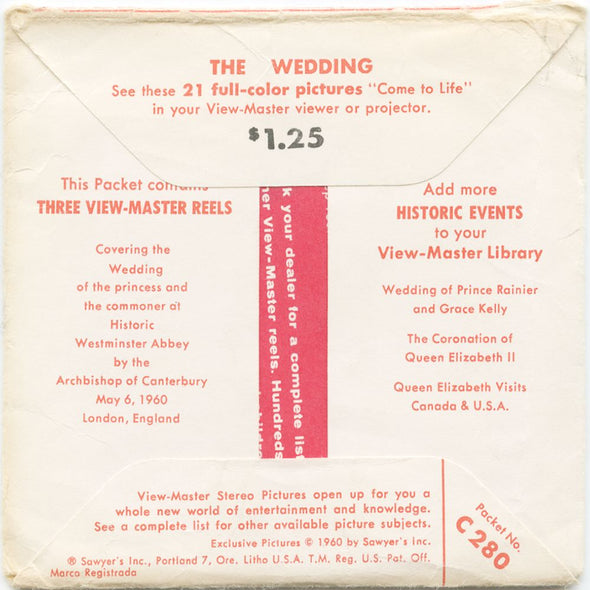 THE WEDDING
See these 21 full-color pictures "Come to Life"
in your View-Master viewer or projector.
$1.25
This Packet contains
THREE VIEW-MASTER REELS
Covering the
Wedding
of the princess and
the commoner at
Historic
Westminster Abbey
by the
Archbishop of Canterbury
May 6, 1960
London, England
k your dealer for a complete list
er View-Master reels. Hundreds
Add more
HISTORIC EVENTS
to your
View-Master Library
Wedding of Prince Rainier
and Grace Kelly
The Coronation of
Queen Elizabeth II
Queen Elizabeth Visits
Canada & U.S.A.
View-Master Stereo Pictures open up for you a
whole new world of entertainment and knowledge.
See a complete list for other available picture subjects.
Exclusive Pictures © 1960 by Sawyer's Inc.
® Sawyer's Inc., Portland 7, Ore. Litho U.S.A. T.M. Reg. U.S. Pat. Off.
Marca Registrada
Packet No.
C 280